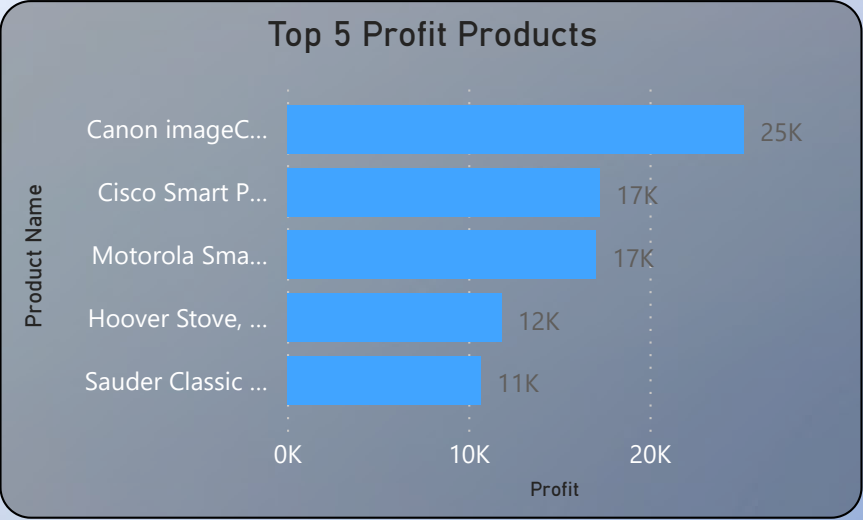 Top 5 Profit Products
Product Name
Canon imageC... 25K
Cisco Smart P... 17K
Motorola Sma... 17K
Hoover Stove, ... 12K
Sauder Classic ... 11K
0K 10K 20K
Profit